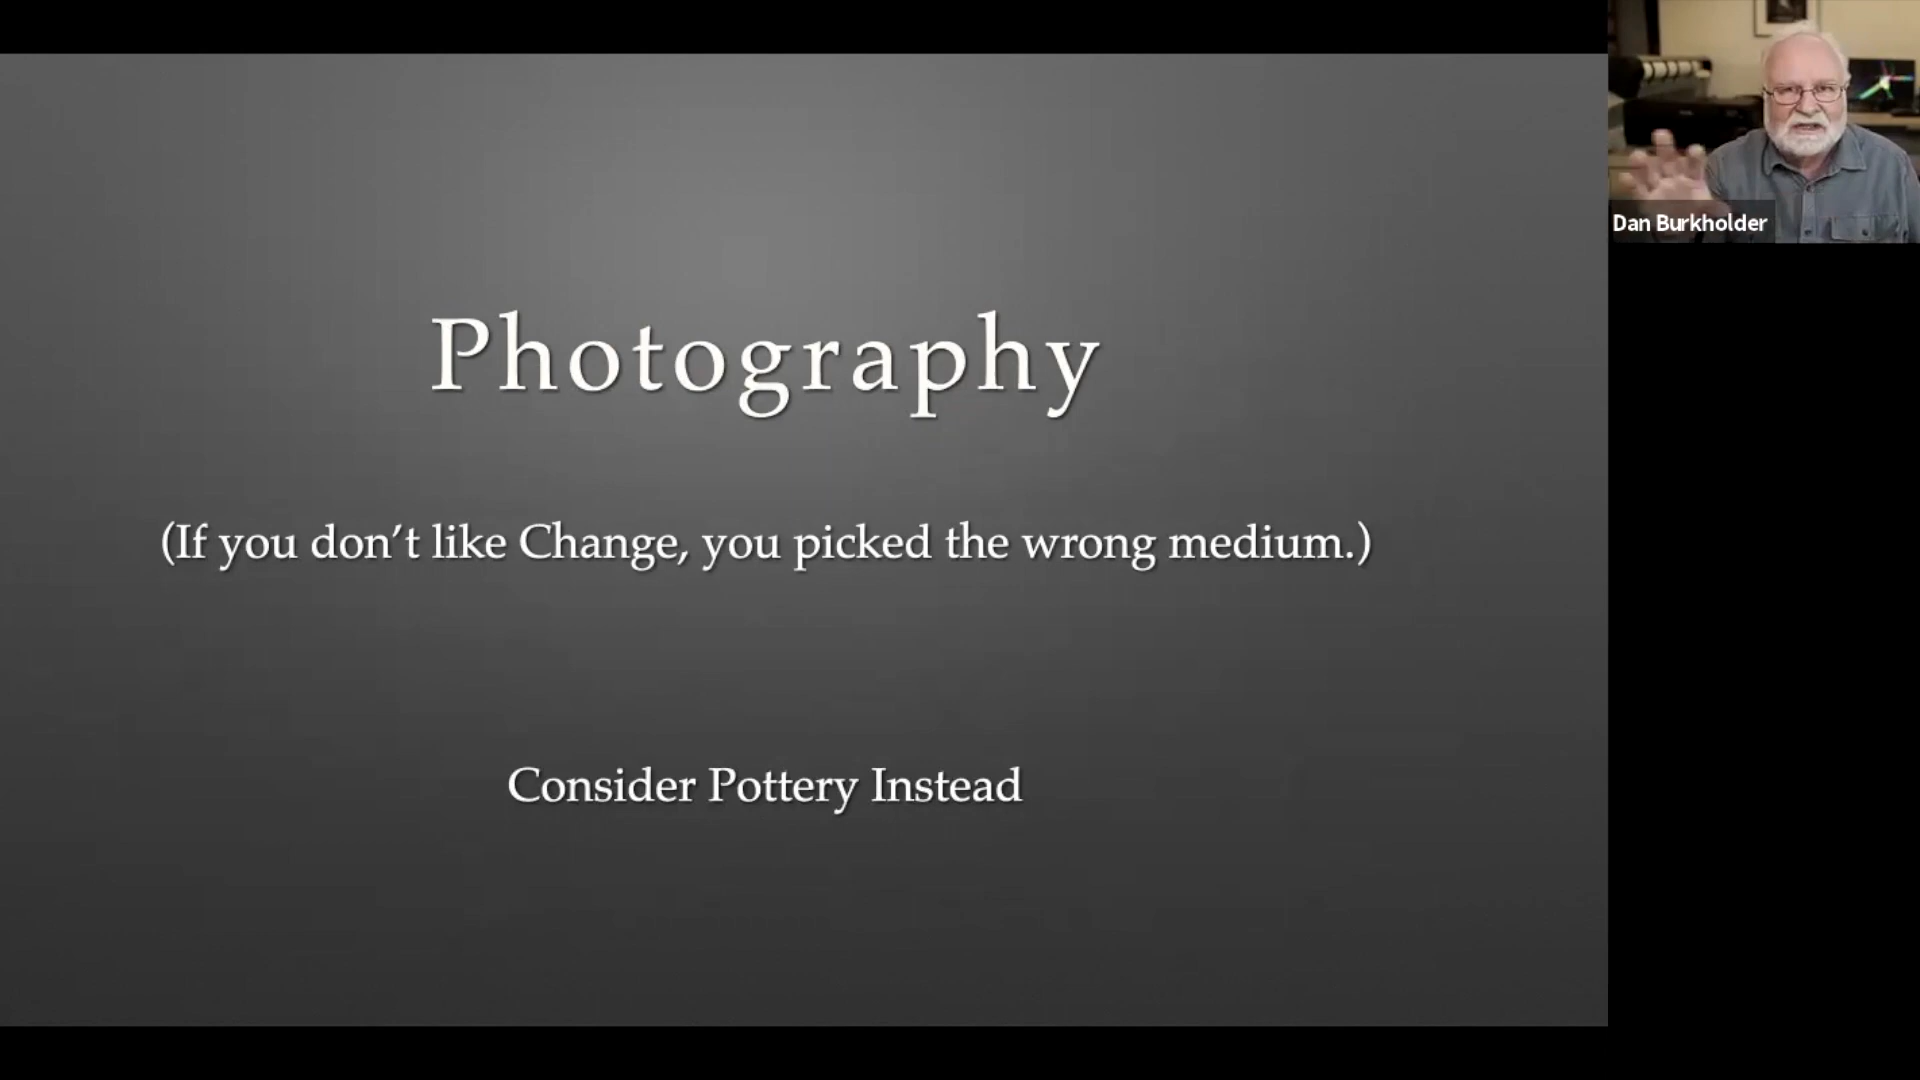 Photography
(If you don’t like Change, you picked the wrong medium.)
Consider Pottery Instead
Dan Burkholder